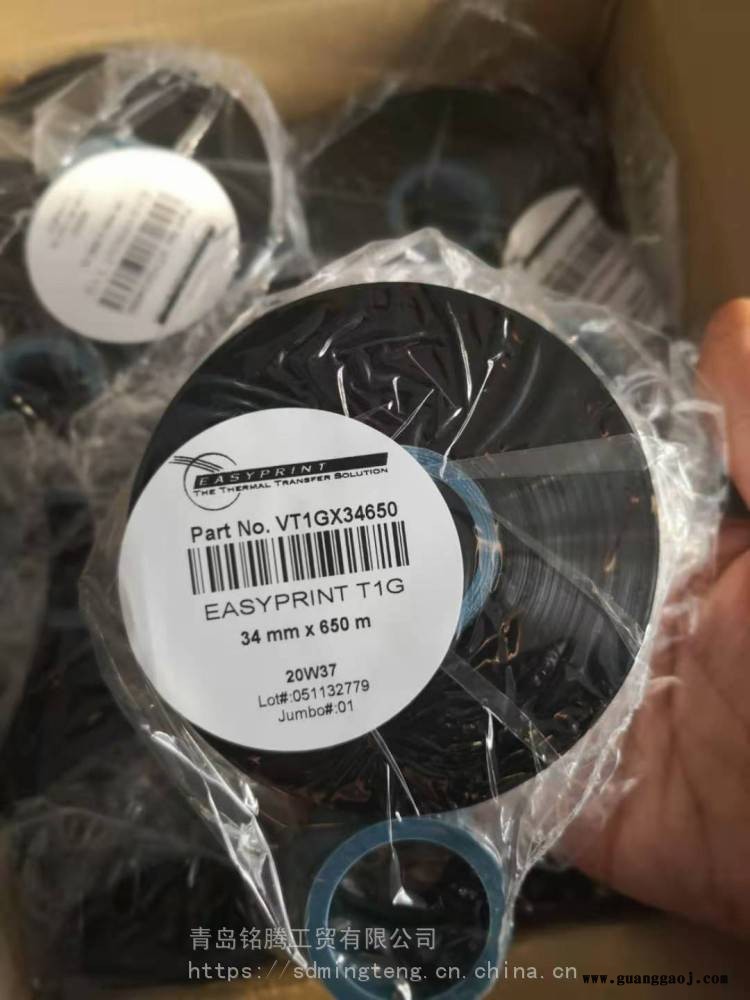 EASYPRINT
THE THERMAL TRANSFER SOLUTION
Part No. VT1GX34650
EASYPRINT T1G
34 mm x 650 m
20W37
Lot#:051132779
Jumbo#:01
青岛铭腾工贸有限公司
https://sdmingteng.cn.china.cn
www.guanggaoj.com